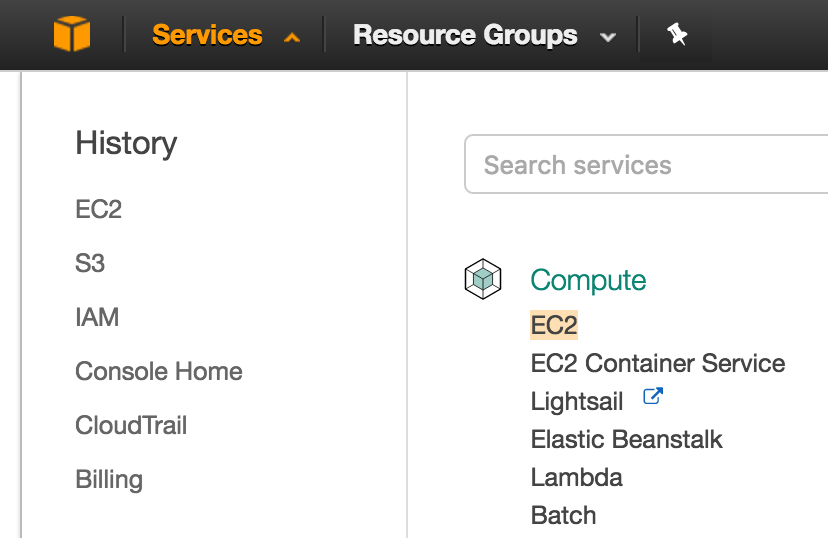 Services Resource Groups
History
EC2
S3
IAM
Console Home
CloudTrail
Billing
Search services
Compute
EC2
EC2 Container Service
Lightsail
Elastic Beanstalk
Lambda
Batch